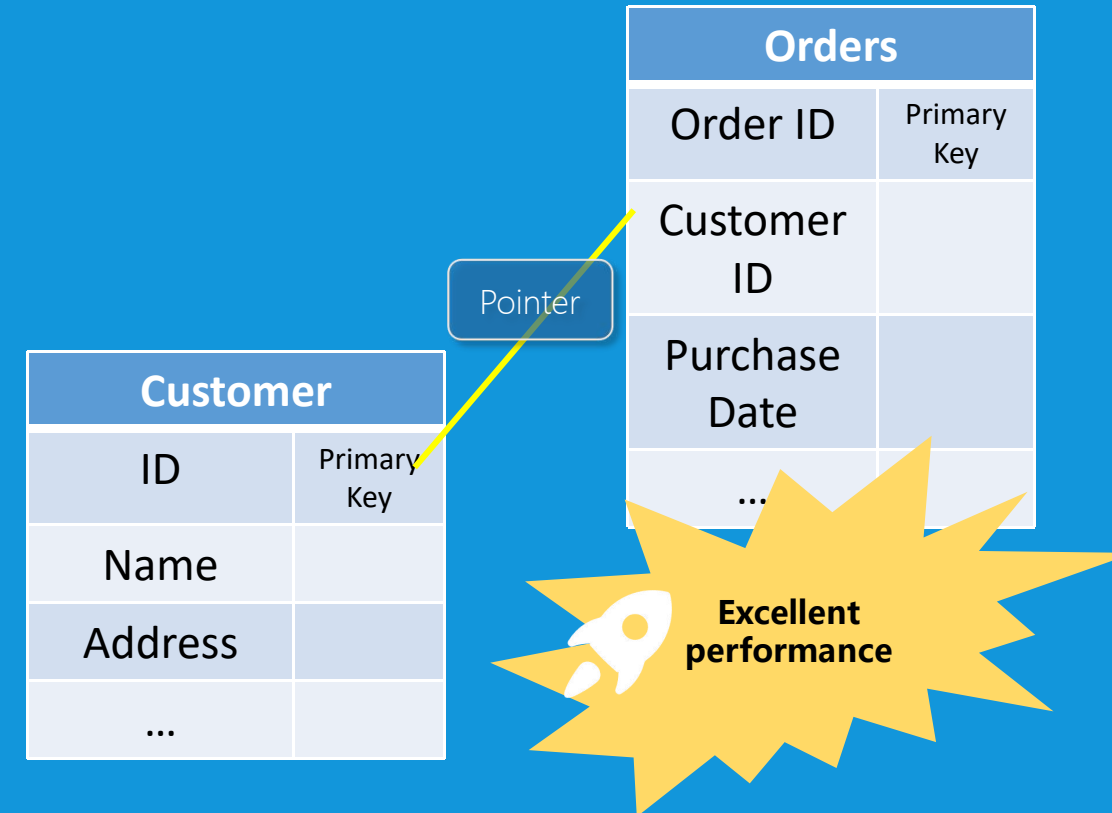 Orders
Order ID
Primary
Key
Customer
ID
Purchase
Date
...
Pointer
Customer
ID
Primary
Key
Name
Address
...
Excellent
performance